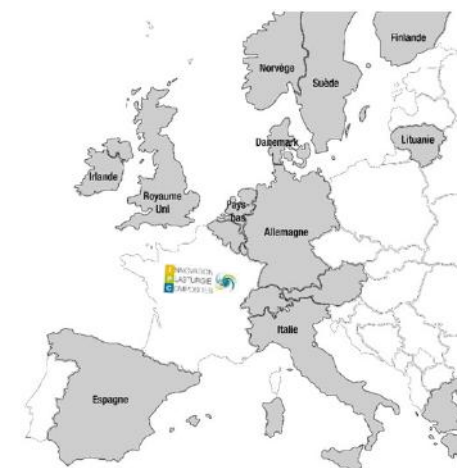 Finlande
Norvège
Suède
Danemark
Lituanie
Irlande
Royaume
Uni
Pays-
bas
Allemagne
INNOVATION
PLASTURGIE
COMPOSITES
Italie
Espagne